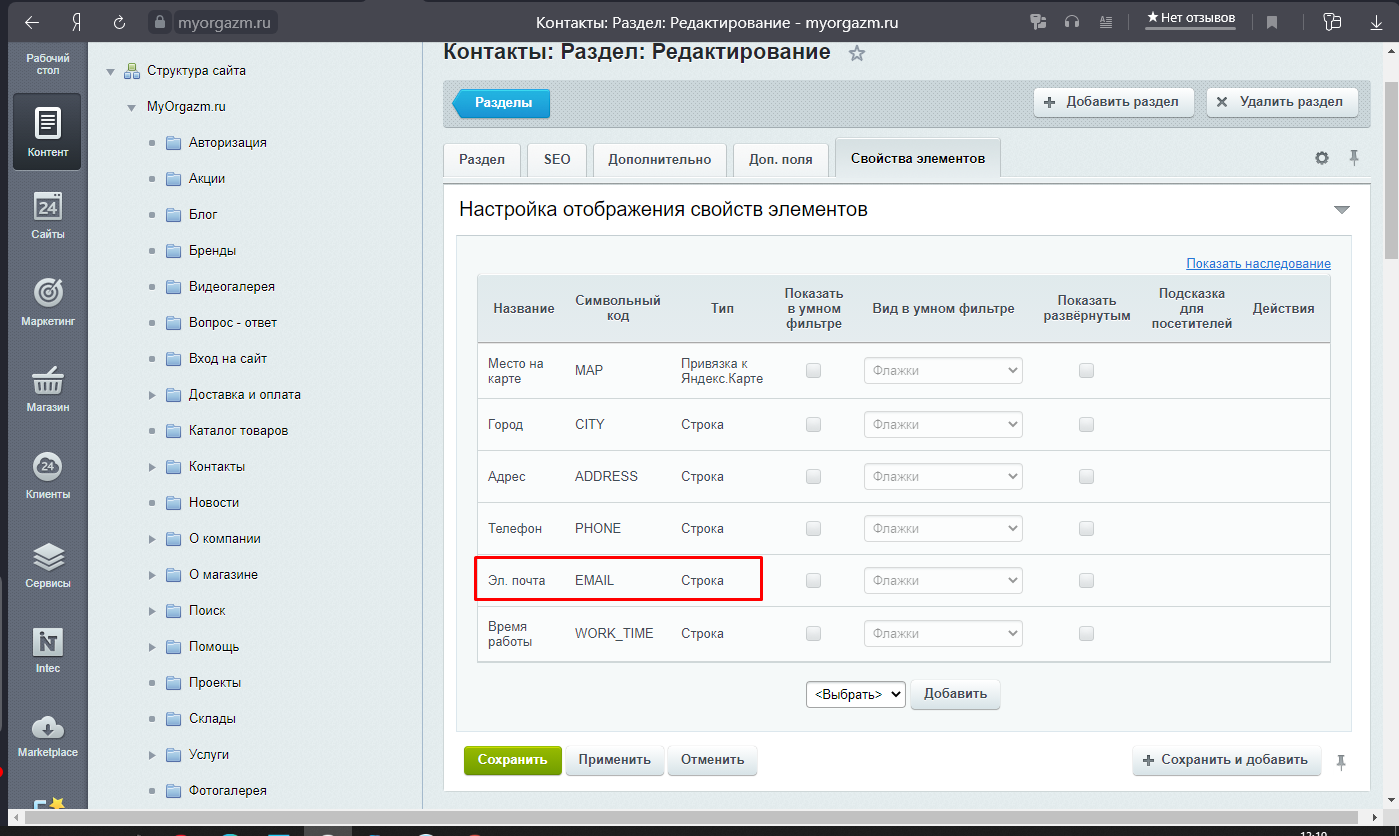 myorgazm.ru
Контакты: Раздел: Редактирование - myorgazm.ru
★Нет отзывов
Рабочий
стол
Контент
24
Сайты
Маркетинг
Магазин
24
Клиенты
Сервисы
INT
Intec
Marketplace
Структура сайта
MyOrgazm.ru
Авторизация
Акции
Блог
Бренды
Видеогалерея
Вопрос - ответ
Вход на сайт
Доставка и оплата
Каталог товаров
Контакты
Новости
О компании
О магазине
Поиск
Помощь
Проекты
Склады
Услуги
Фотогалерея
Контакты: Раздел: Редактирование
Разделы
Добавить раздел
Удалить раздел
Раздел
SEO
Дополнительно
Доп. поля
Свойства элементов
Настройка отображения свойств элементов
Показать наследование
Название
Символьный
код
Тип
Показать
в умном
фильтре
Вид в умном фильтре
Показать
развёрнутым
Подсказка
для
посетителей
Действия
Место на
карте
MAP
Привязка к
Яндекс.Карте
Флажки
Город
CITY
Строка
Флажки
Адрес
ADDRESS
Строка
Флажки
Телефон
PHONE
Строка
Флажки
Эл. почта
EMAIL
Строка
Флажки
Время
работы
WORK_TIME
Строка
Флажки
<Выбрать>
Добавить
Сохранить
Применить
Отменить
Сохранить и добавить